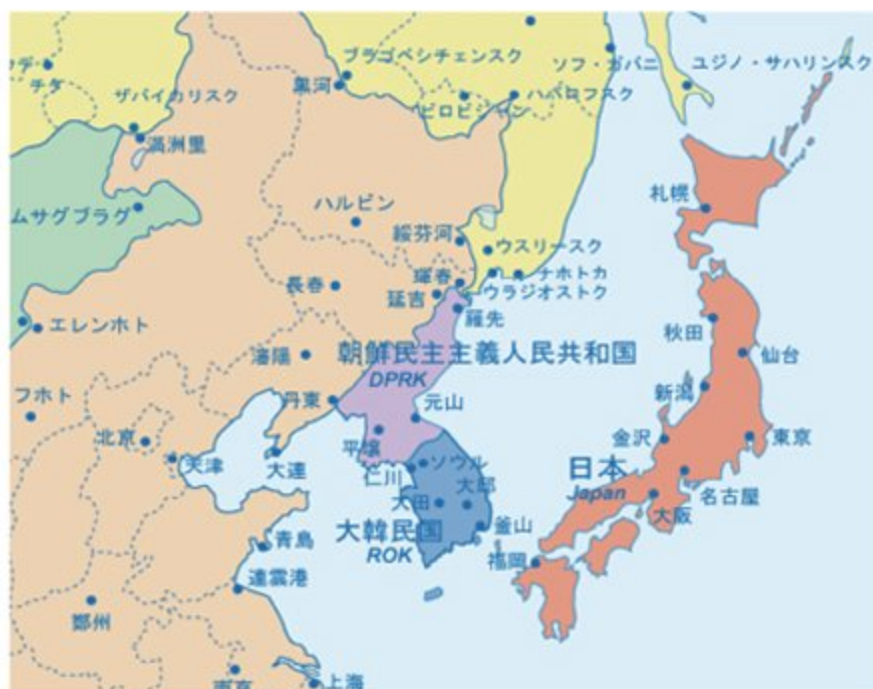 チタ
ブラゴベシチェンスク
黒河
ソフ・ガバニ
ユジノ・サハリンスク
ザバイカリスク
ビロビジャン
ハバロフスク
満洲里
ムサグブラグ
ハルビン
札幌
綏芬河
ウスリースク
長春
琿春
ナホトカ
延吉
ウラジオストク
エレンホト
羅先
秋田
瀋陽
朝鮮民主主義人民共和国
DPRK
仙台
フホト
丹東
元山
新潟
北京
平壌
金沢
東京
天津
大連
仁川
ソウル
日本
Japan
名古屋
大田
大邱
大阪
大韓民国
ROK
釜山
青島
福岡
連雲港
鄭州
上海